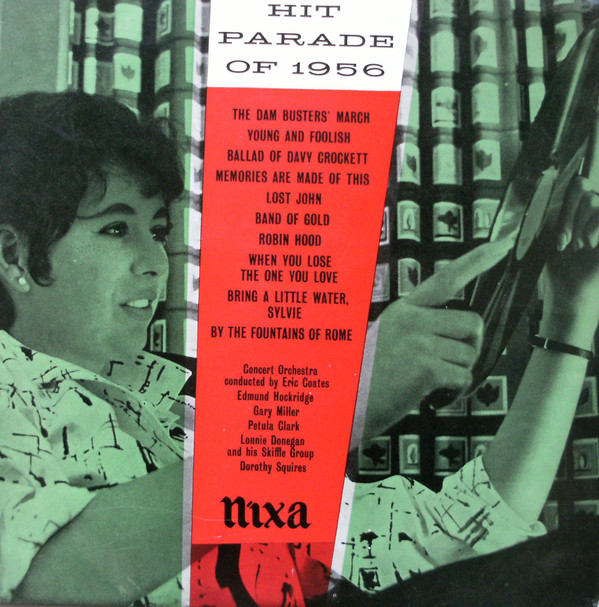 HIT
PARADE
OF 1956
THE DAM BUSTERS' MARCH
YOUNG AND FOOLISH
BALLAD OF DAVY CROCKETT
MEMORIES ARE MADE OF THIS
LOST JOHN
BAND OF GOLD
ROBIN HOOD
WHEN YOU LOSE
THE ONE YOU LOVE
BRING A LITTLE WATER,
SYLVIE
BY THE FOUNTAINS OF ROME
Concert Orchestra
conducted by Eric Coates
Edmund Hockridge
Gary Miller
Petula Clark
Lonnie Donegan
and his Skiffle Group
Dorothy Squires
nixa